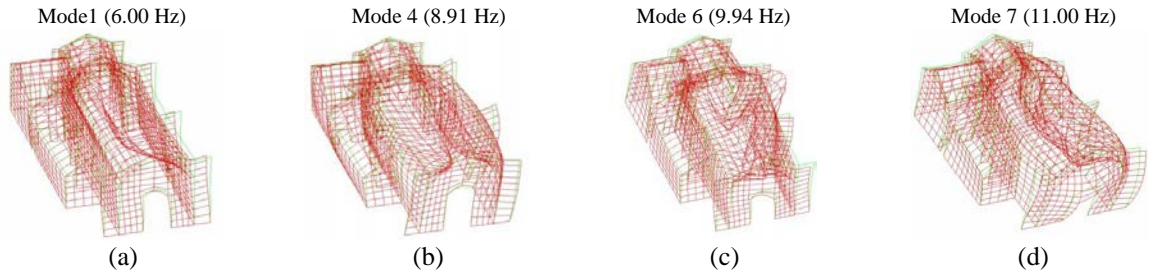 Mode1 (6.00 Hz) Mode 4 (8.91 Hz) Mode 6 (9.94 Hz) Mode 7 (11.00 Hz)
(a) (b) (c) (d)